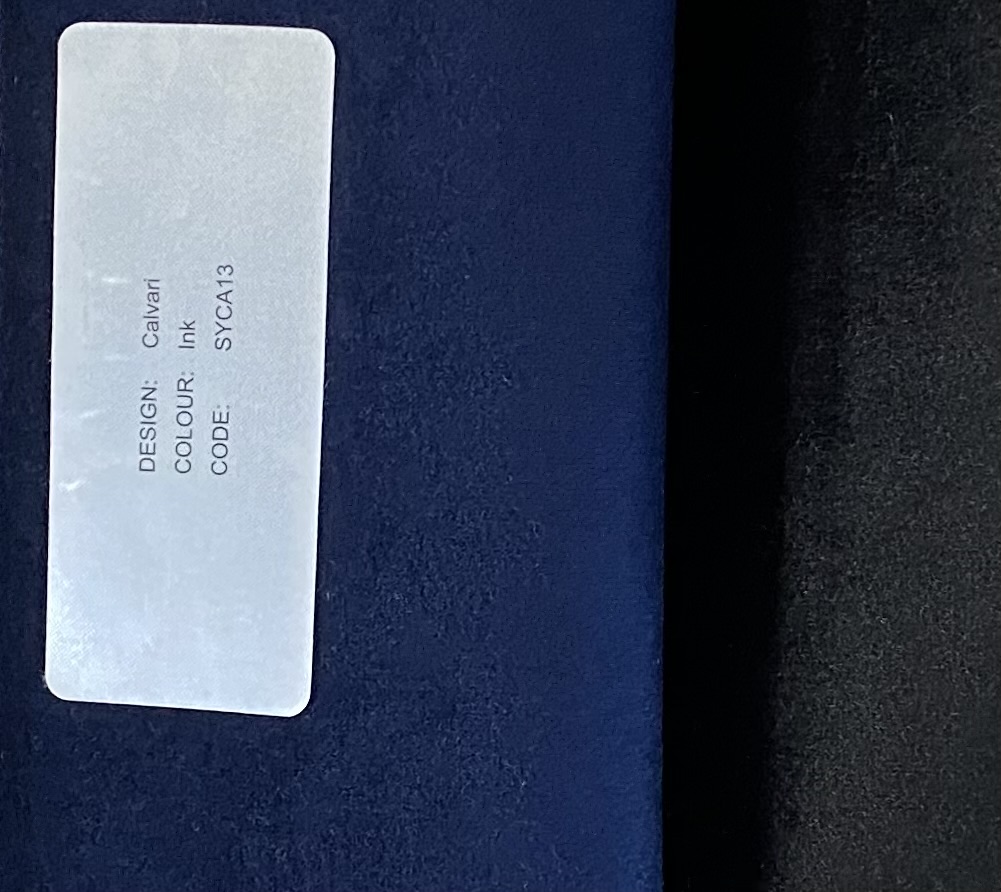 DESIGN: Calvari
COLOUR: Ink
CODE: SYCA13